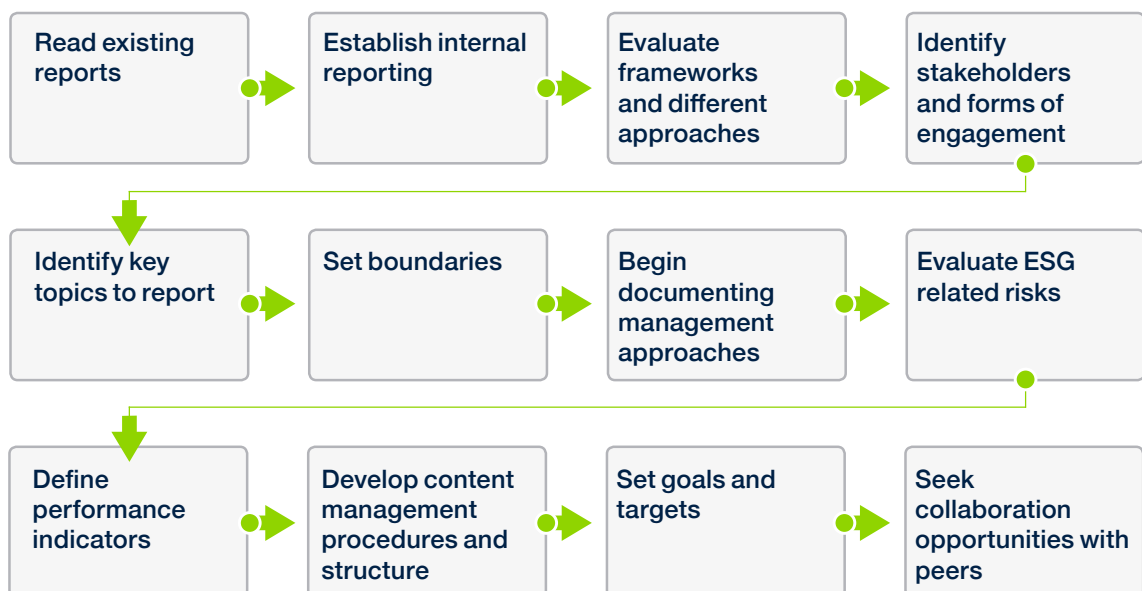 Read existing
reports
Establish internal
reporting
Evaluate
frameworks
and different
approaches
Identify
stakeholders
and forms of
engagement
Identify key
topics to report
Set boundaries
Begin
documenting
management
approaches
Evaluate ESG
related risks
Define
performance
indicators
Develop content
management
procedures and
structure
Set goals and
targets
Seek
collaboration
opportunities with
peers